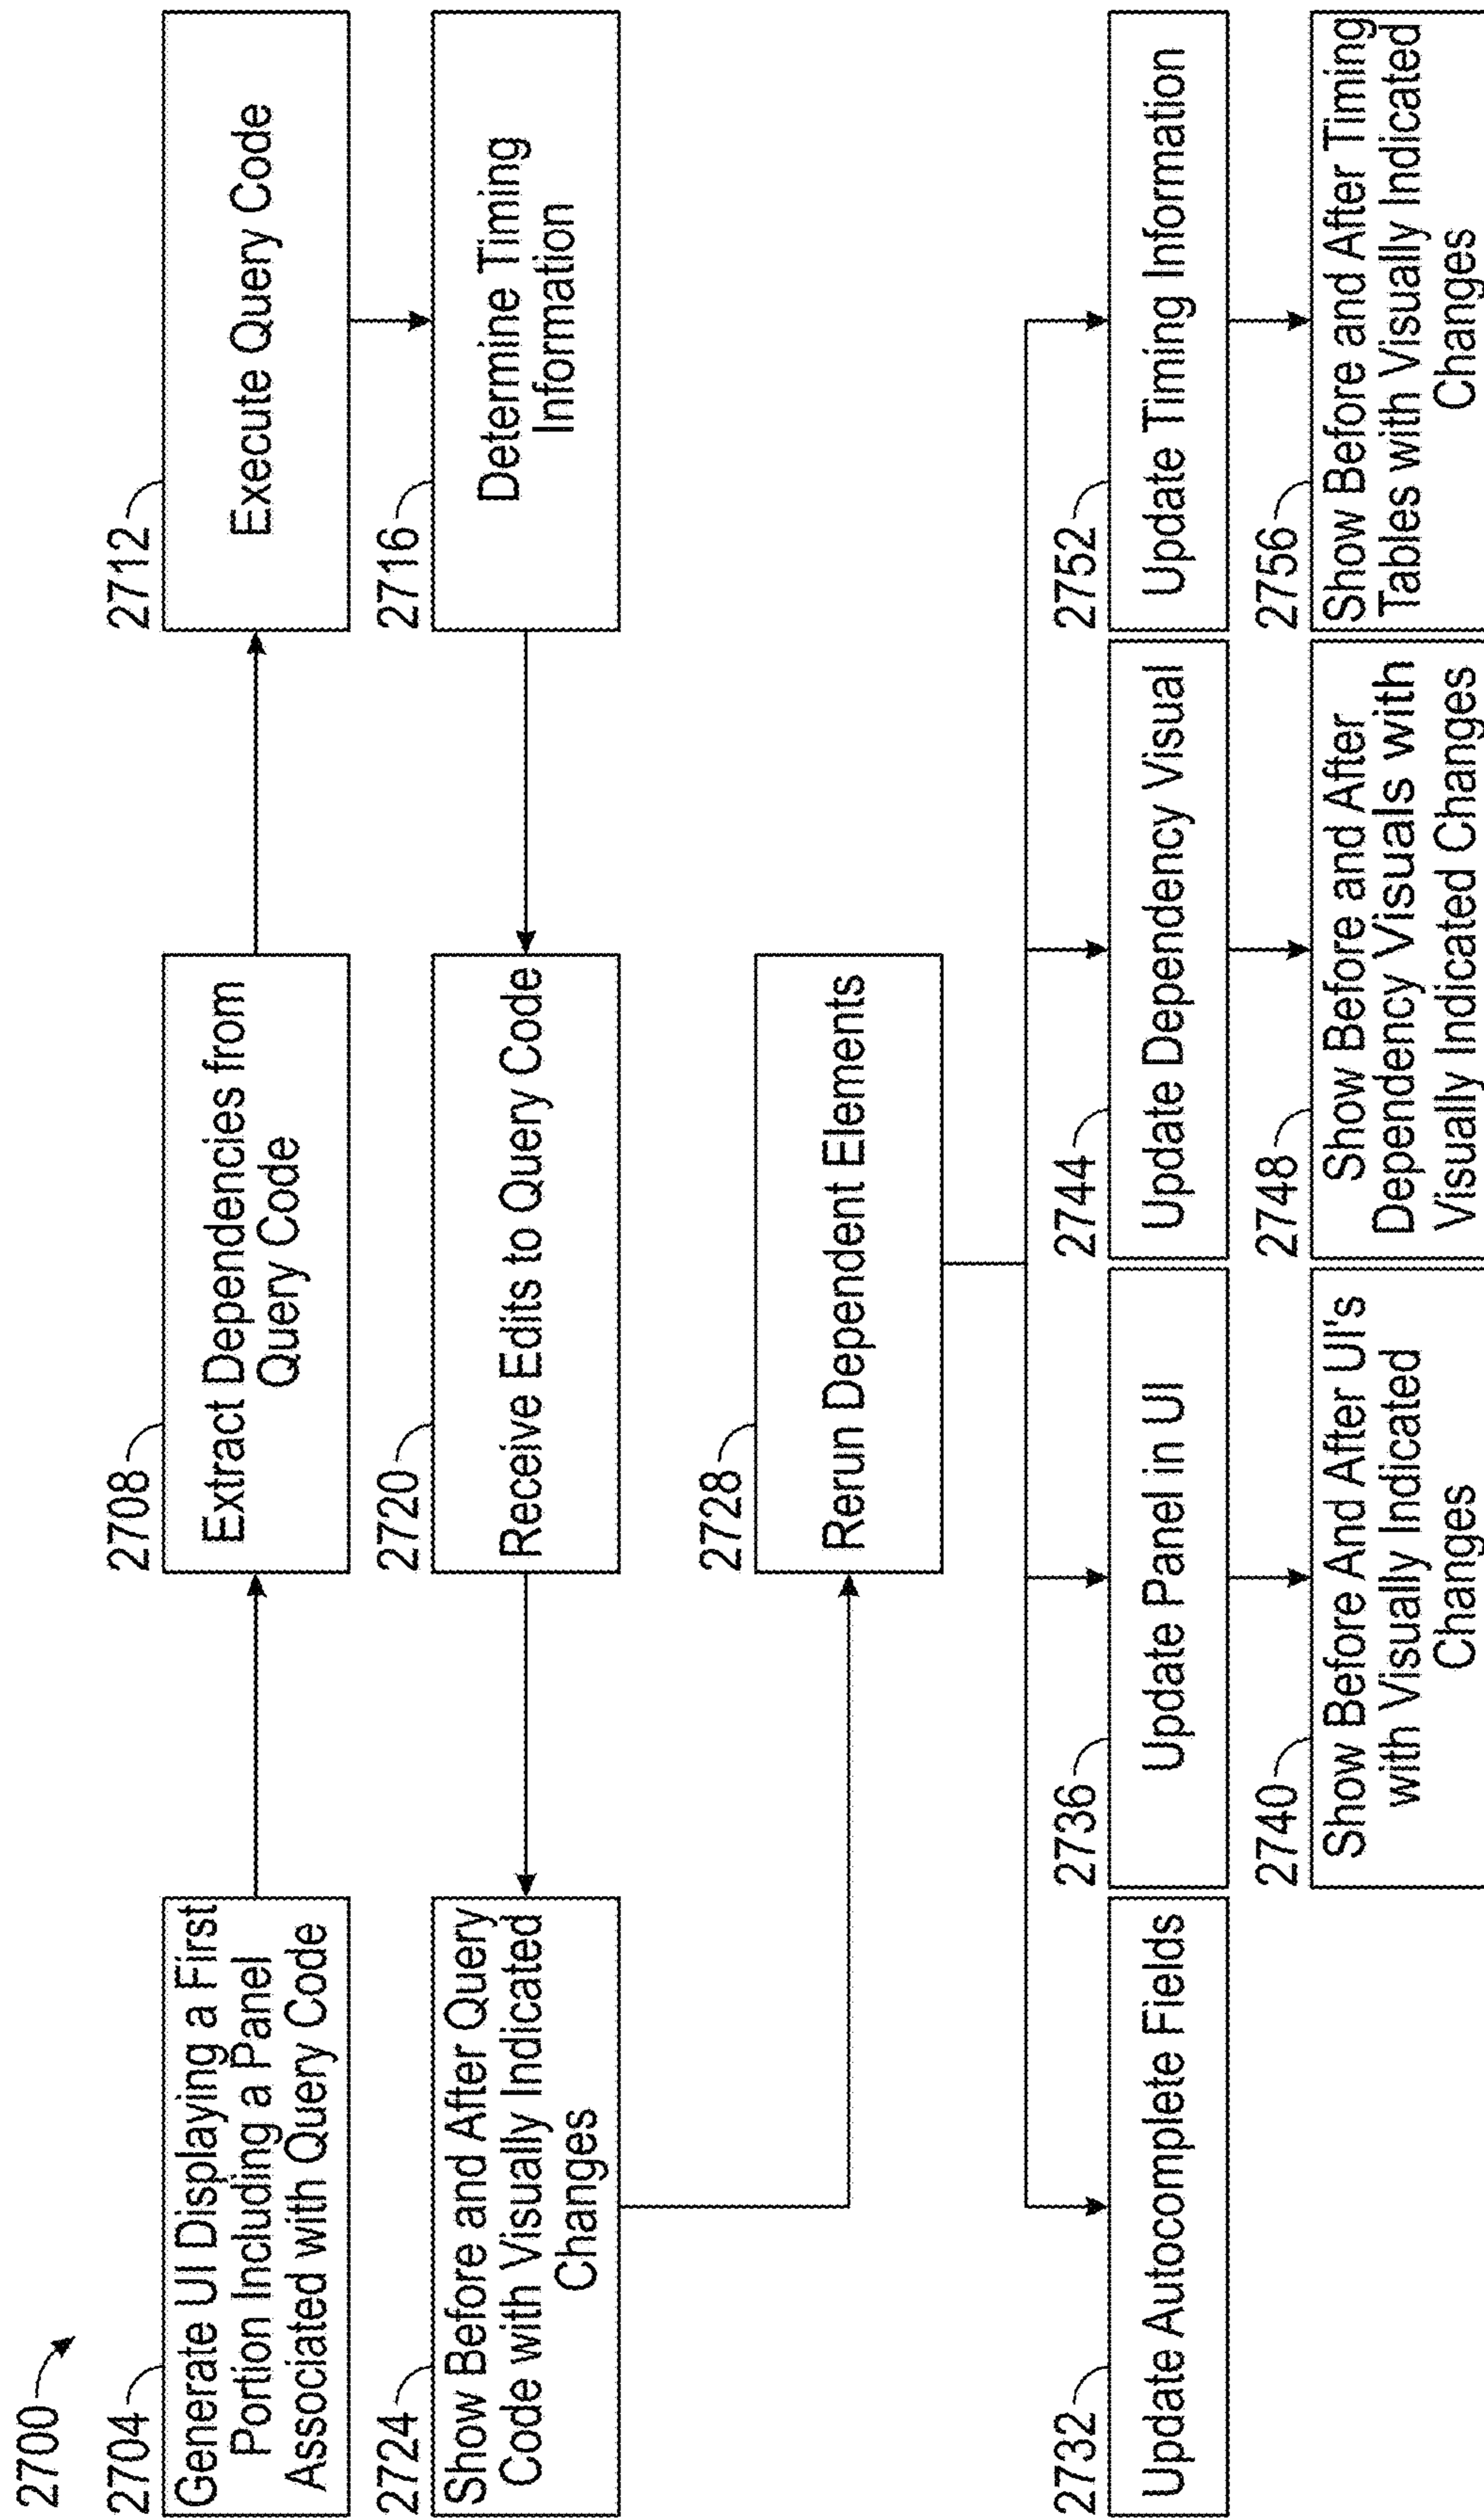 2700
2704
Generate UI Displaying a First
Portion Including a Panel
Associated with Query Code
2708
Extract Dependencies from
Query Code
2712
Execute Query Code
2716
Determine Timing
Information
2720
Receive Edits to Query Code
2724
Show Before and After Query
Code with Visually Indicated
Changes
2728
Rerun Dependent Elements
2732
Update Autocomplete Fields
2736
Update Panel in UI
2740
Show Before And After UI's
with Visually Indicated
Changes
2744
Update Dependency Visual
2748
Show Before and After
Dependency Visuals with
Visually Indicated Changes
2752
Update Timing Information
2756
Show Before and After Timing
Tables with Visually Indicated
Changes